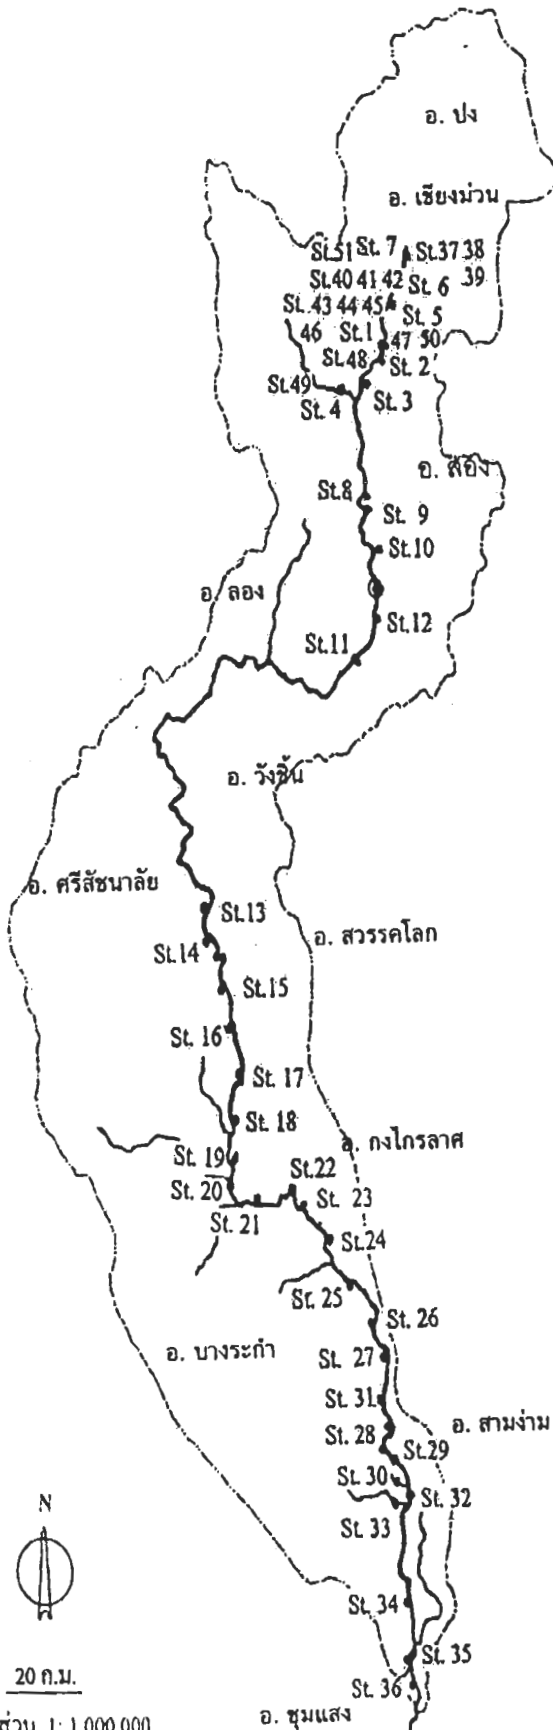 อ. ปง
อ. เชียงม่วน
St.51 St. 7 St.37 38
St.40 41 42 St. 6 39
St. 43 44 45 St. 5
46 St.1 47 50
St.48 St. 2
St.49 St. 4 St. 3
อ. สอง
St.8
St. 9
St.10
อ. ลอง
St.12
St.11
อ. วังชิ้น
อ. ศรีสัชนาลัย
St.13
St.14 อ. สวรรคโลก
St.15
St. 16
St. 17
St. 18
อ. กงไกรลาศ
St. 19
St.22
St. 20
St. 23
St. 21
St.24
St. 25
St. 26
อ. บางระกำ St. 27
St. 31
อ. สามง่าม
St. 28
St.29
St. 30
N
St. 32
St. 33
St. 34
St. 35
20 ก.ม.
St. 36
ส่วน 1: 1,000,000
อ. ชุมแสง